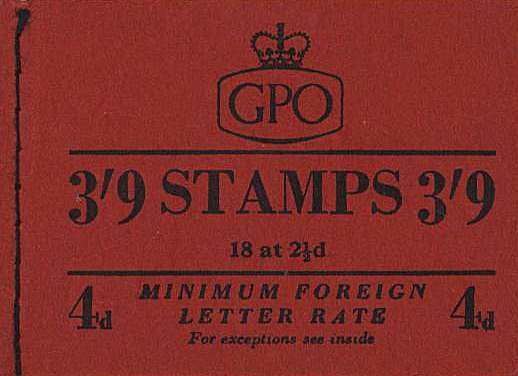 GPO
3'9 STAMPS 3'9
18 at 2½d
4d MINIMUM FOREIGN LETTER RATE 4d
For exceptions see inside